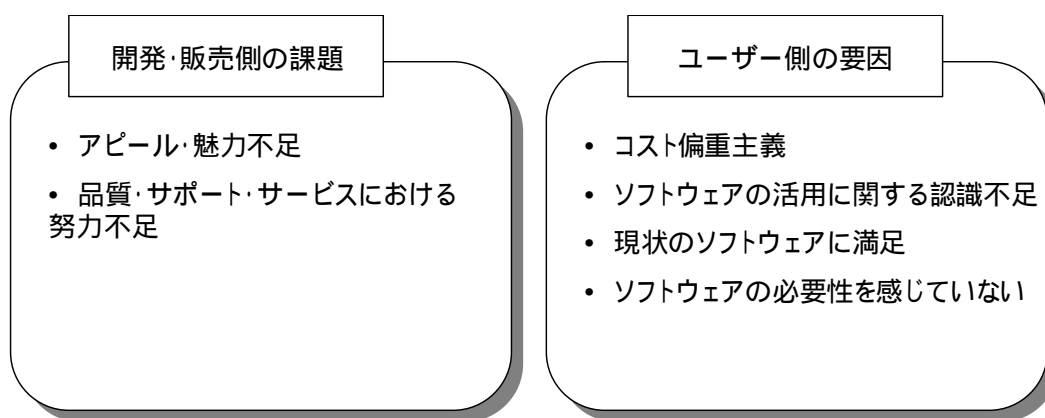 開発・販売側の課題
• アピール・魅力不足
• 品質・サポート・サービスにおける
努力不足
ユーザー側の要因
• コスト偏重主義
• ソフトウェアの活用に関する認識不足
• 現状のソフトウェアに満足
• ソフトウェアの必要性を感じていない